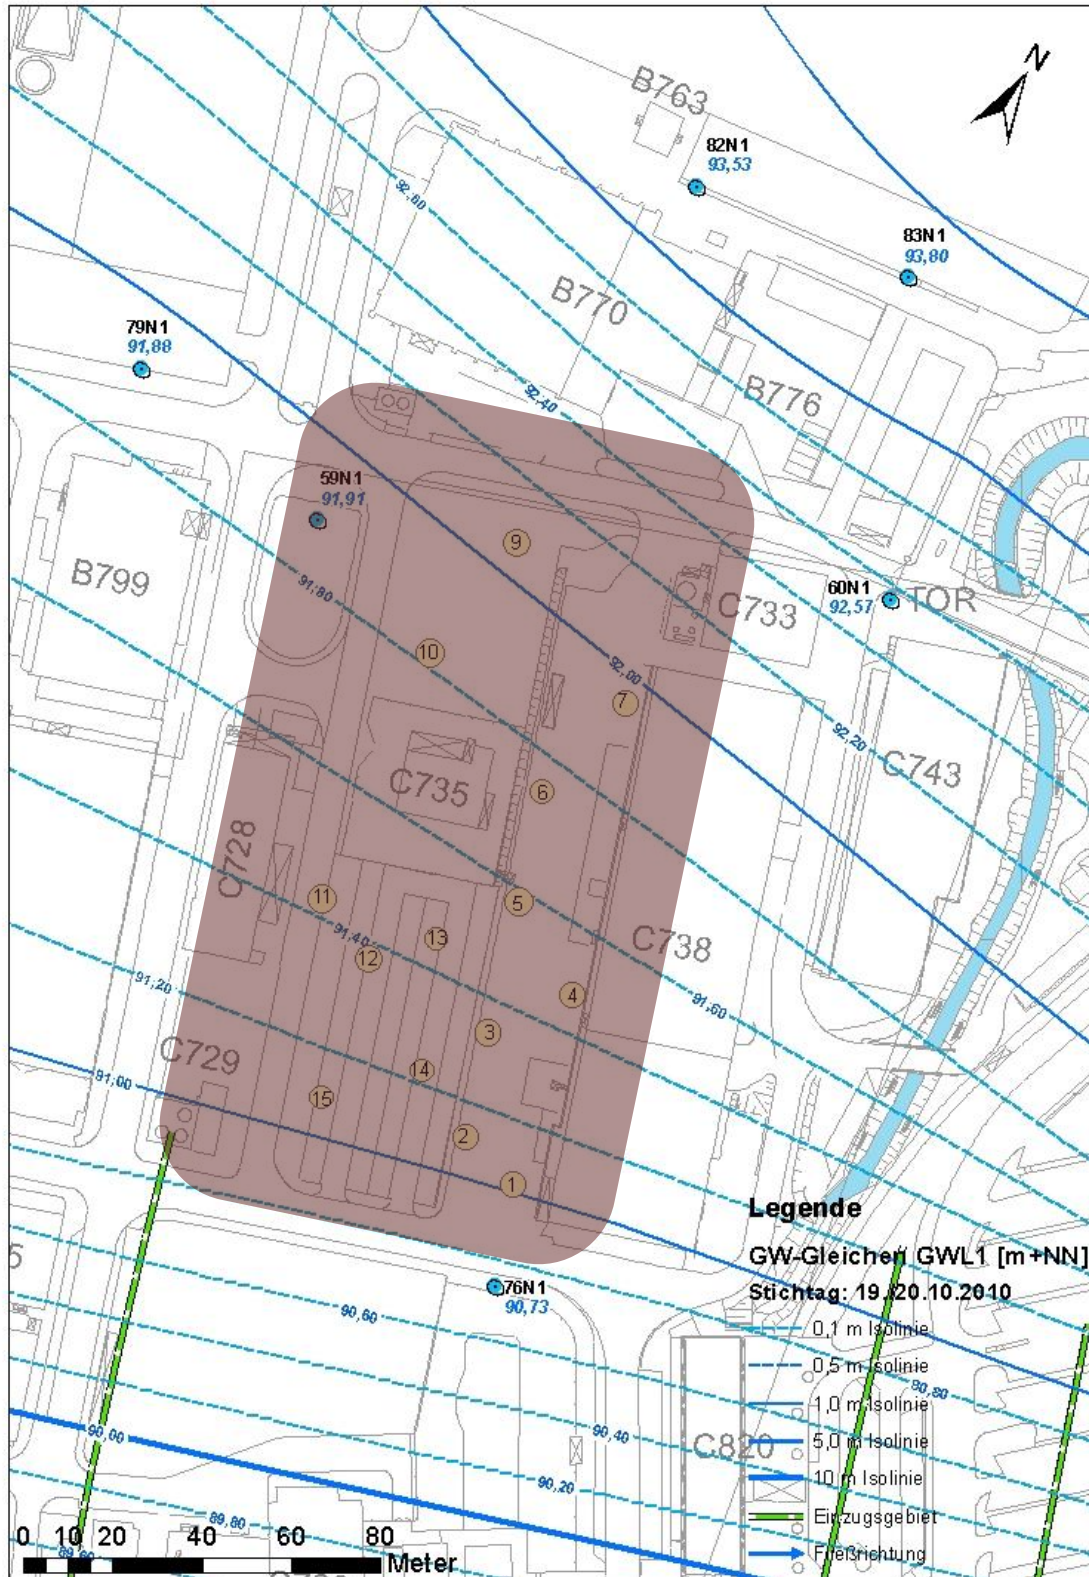 N
B763
82N1
93,53
92,60
83N1
93,80
B770
79N1
91,88
92,40
B776
59N1
91,91
9
91,80
B799
60N1
92,57
TOR
C733
10
92,00
7
92,20
C743
C735
6
C728
11
5
91,40
13
C738
12
91,20
4
91,60
3
C729
91,00
14
15
2
1
Legende
GW-Gleichen GWL1 [m+NN]
Stichtag: 19./20.10.2010
5
76N1
90,73
90,60
0,1 m Isolinie
0,5 m Isolinie
90,80
1,0 m Isolinie
90,00
90,40
C820
5,0 m Isolinie
90,20
10 m Isolinie
89,80
Einzugsgebiet
0 10 20 40 60 80
Fließrichtung
89,60
Meter